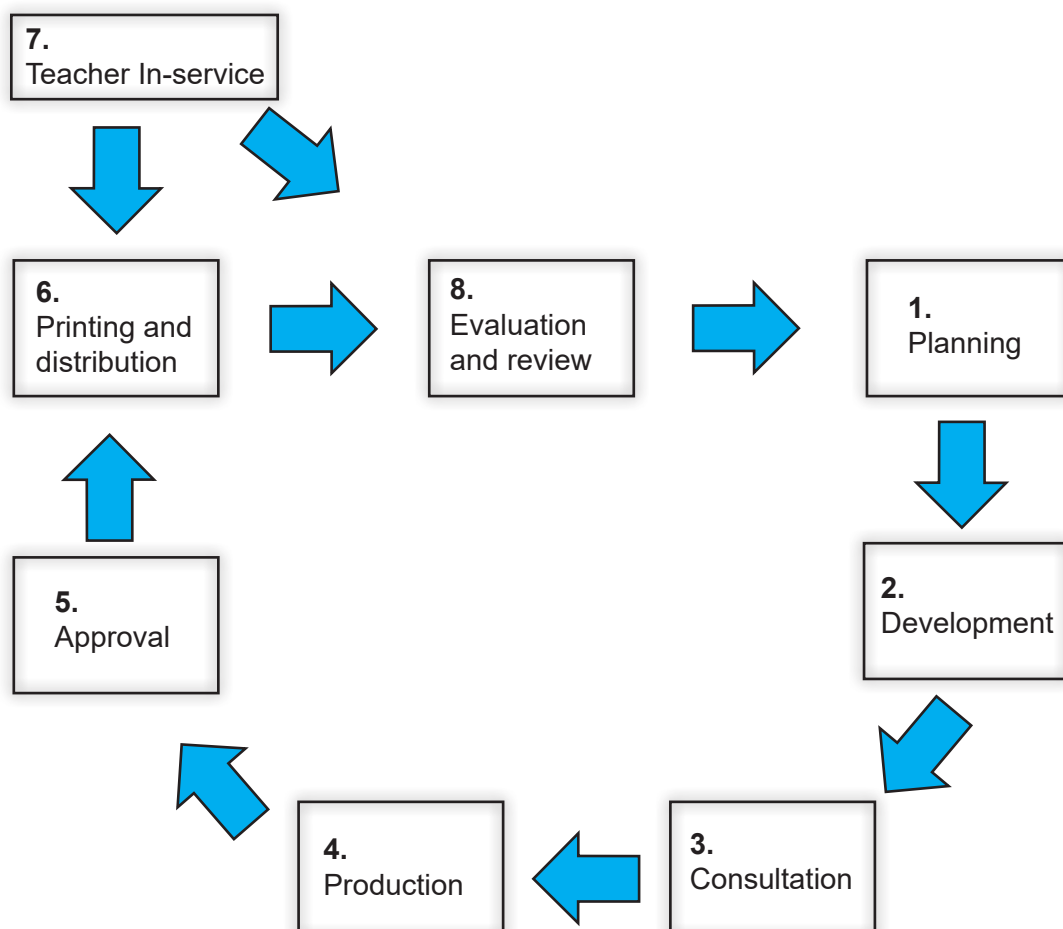 7.
Teacher In-service
6.
Printing and
distribution
8.
Evaluation
and review
1.
Planning
5.
Approval
2.
Development
4.
Production
3.
Consultation